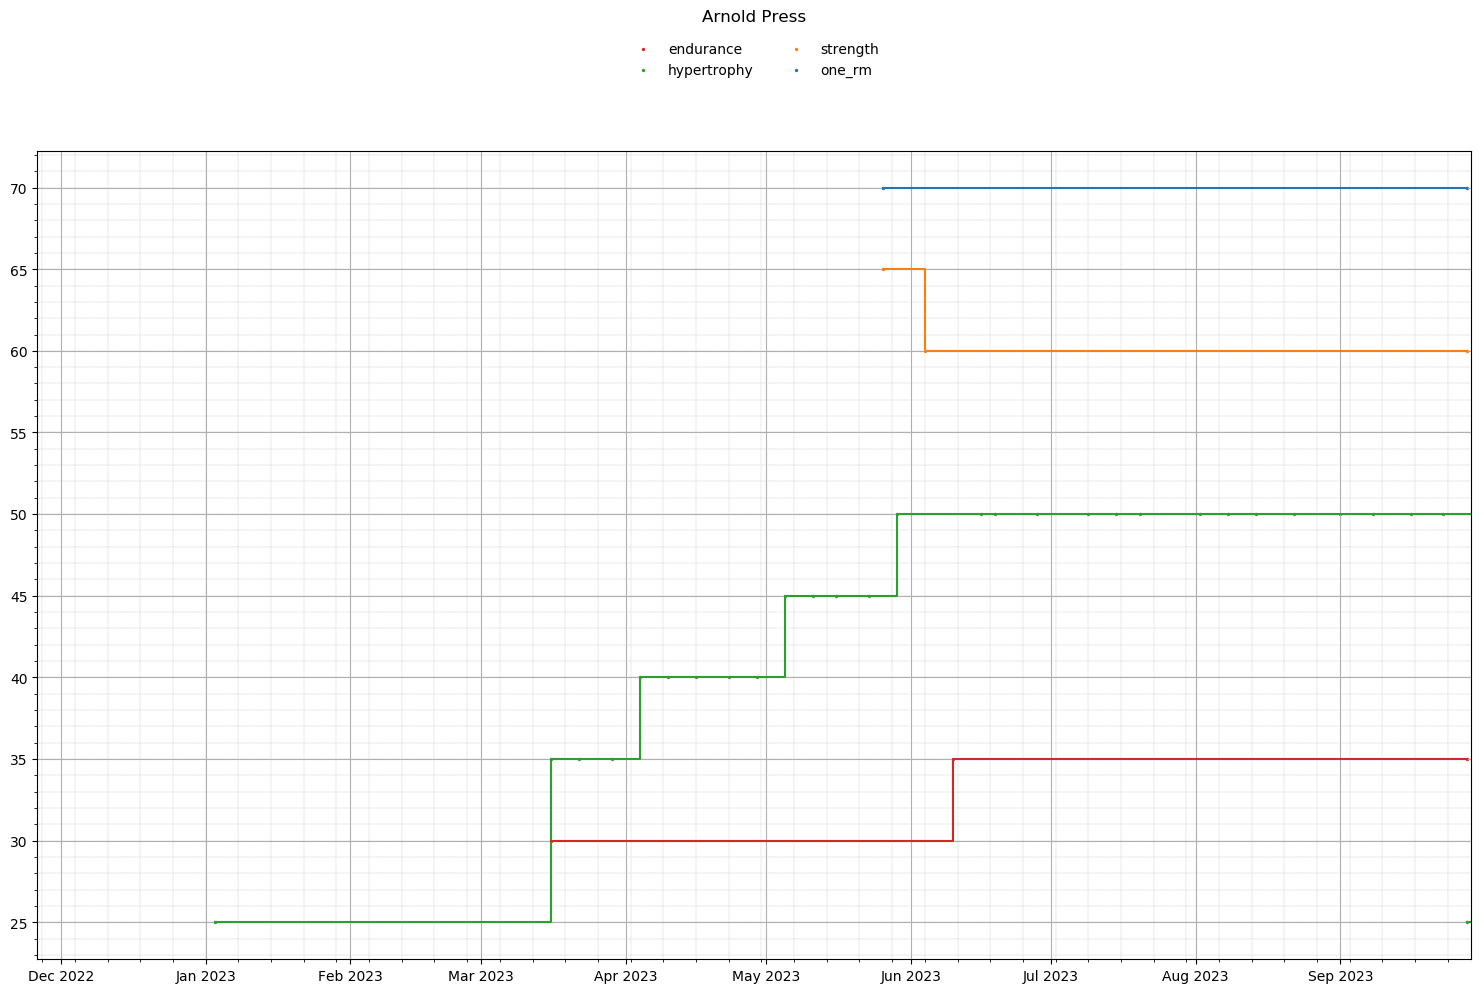 Arnold Press
endurance strength
hypertrophy one_rm
70
65
60
55
50
45
40
35
30
25
Dec 2022 Jan 2023 Feb 2023 Mar 2023 Apr 2023 May 2023 Jun 2023 Jul 2023 Aug 2023 Sep 2023